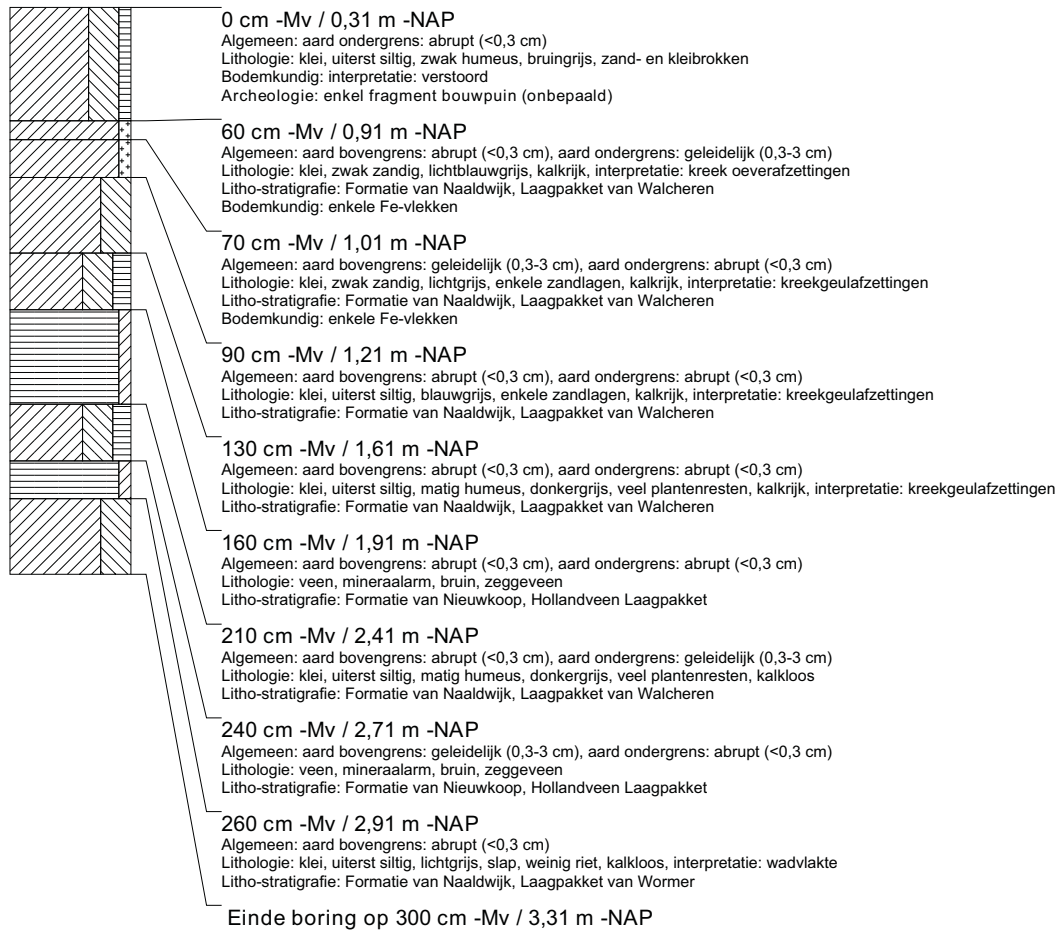 0 cm -Mv / 0,31 m -NAP
Algemeen: aard ondergrens: abrupt (<0,3 cm)
Lithologie: klei, uiterst siltig, zwak humeus, bruingrijs, zand- en kleibrokken
Bodemkundig: interpretatie: verstoord
Archeologie: enkel fragment bouwpuin (onbepaald)
60 cm -Mv / 0,91 m -NAP
Algemeen: aard bovengrens: abrupt (<0,3 cm), aard ondergrens: geleidelijk (0,3-3 cm)
Lithologie: klei, zwak zandig, lichtblauwgrijs, kalkrijk, interpretatie: kreek oeverafzettingen
Litho-stratigrafie: Formatie van Naaldwijk, Laagpakket van Walcheren
Bodemkundig: enkele Fe-vlekken
70 cm -Mv / 1,01 m -NAP
Algemeen: aard bovengrens: geleidelijk (0,3-3 cm), aard ondergrens: abrupt (<0,3 cm)
Lithologie: klei, zwak zandig, lichtgrijs, enkele zandlagen, kalkrijk, interpretatie: kreekgeulafzettingen
Litho-stratigrafie: Formatie van Naaldwijk, Laagpakket van Walcheren
Bodemkundig: enkele Fe-vlekken
90 cm -Mv / 1,21 m -NAP
Algemeen: aard bovengrens: abrupt (<0,3 cm), aard ondergrens: abrupt (<0,3 cm)
Lithologie: klei, uiterst siltig, blauwgrijs, enkele zandlagen, kalkrijk, interpretatie: kreekgeulafzettingen
Litho-stratigrafie: Formatie van Naaldwijk, Laagpakket van Walcheren
130 cm -Mv / 1,61 m -NAP
Algemeen: aard bovengrens: abrupt (<0,3 cm), aard ondergrens: abrupt (<0,3 cm)
Lithologie: klei, uiterst siltig, matig humeus, donkergrijs, veel plantenresten, kalkrijk, interpretatie: kreekgeulafzettingen
Litho-stratigrafie: Formatie van Naaldwijk, Laagpakket van Walcheren
160 cm -Mv / 1,91 m -NAP
Algemeen: aard bovengrens: abrupt (<0,3 cm), aard ondergrens: abrupt (<0,3 cm)
Lithologie: veen, mineraalarm, bruin, zeggeveen
Litho-stratigrafie: Formatie van Nieuwkoop, Hollandveen Laagpakket
210 cm -Mv / 2,41 m -NAP
Algemeen: aard bovengrens: abrupt (<0,3 cm), aard ondergrens: geleidelijk (0,3-3 cm)
Lithologie: klei, uiterst siltig, matig humeus, donkergrijs, veel plantenresten, kalkloos
Litho-stratigrafie: Formatie van Naaldwijk, Laagpakket van Walcheren
240 cm -Mv / 2,71 m -NAP
Algemeen: aard bovengrens: geleidelijk (0,3-3 cm), aard ondergrens: abrupt (<0,3 cm)
Lithologie: veen, mineraalarm, bruin, zeggeveen
Litho-stratigrafie: Formatie van Nieuwkoop, Hollandveen Laagpakket
260 cm -Mv / 2,91 m -NAP
Algemeen: aard bovengrens: abrupt (<0,3 cm)
Lithologie: klei, uiterst siltig, lichtgrijs, slap, weinig riet, kalkloos, interpretatie: wadvlakte
Litho-stratigrafie: Formatie van Naaldwijk, Laagpakket van Wormer
Einde boring op 300 cm -Mv / 3,31 m -NAP